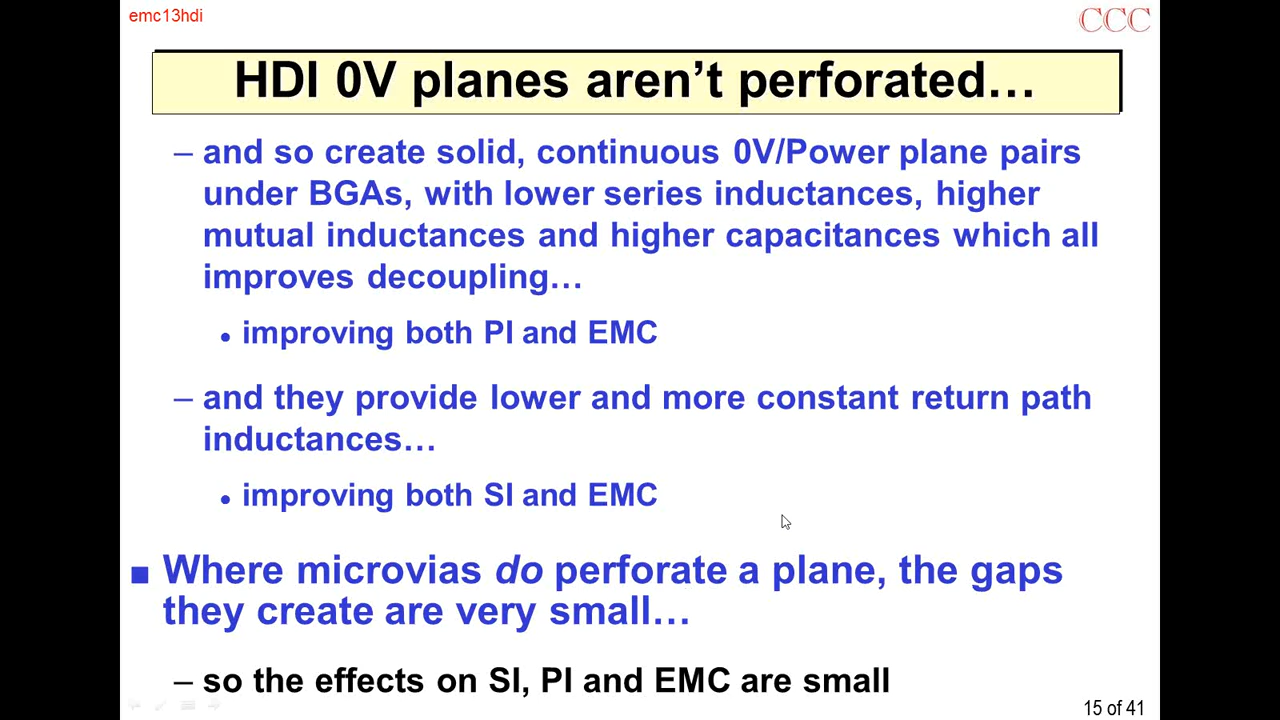 emc13hdi
CCC
HDI 0V planes aren’t perforated…
– and so create solid, continuous 0V/Power plane pairs
under BGAs, with lower series inductances, higher
mutual inductances and higher capacitances which all
improves decoupling…
• improving both PI and EMC
– and they provide lower and more constant return path
inductances…
• improving both SI and EMC
■ Where microvias do perforate a plane, the gaps
they create are very small…
– so the effects on SI, PI and EMC are small
15 of 41